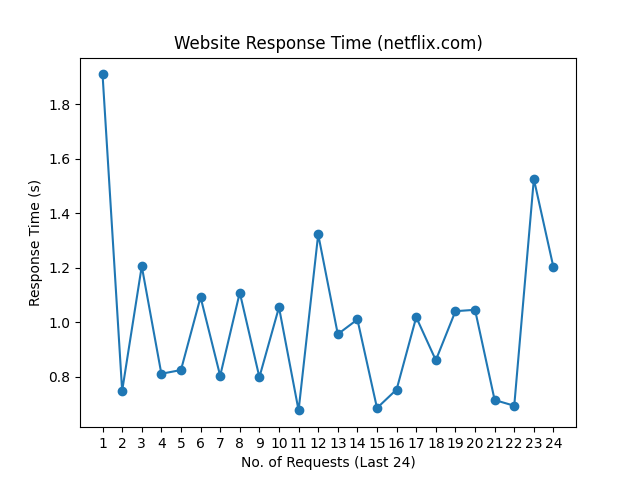 Website Response Time (netflix.com)
Response Time (s)
1.8
1.6
1.4
1.2
1.0
0.8
1 2 3 4 5 6 7 8 9 10 11 12 13 14 15 16 17 18 19 20 21 22 23 24
No. of Requests (Last 24)